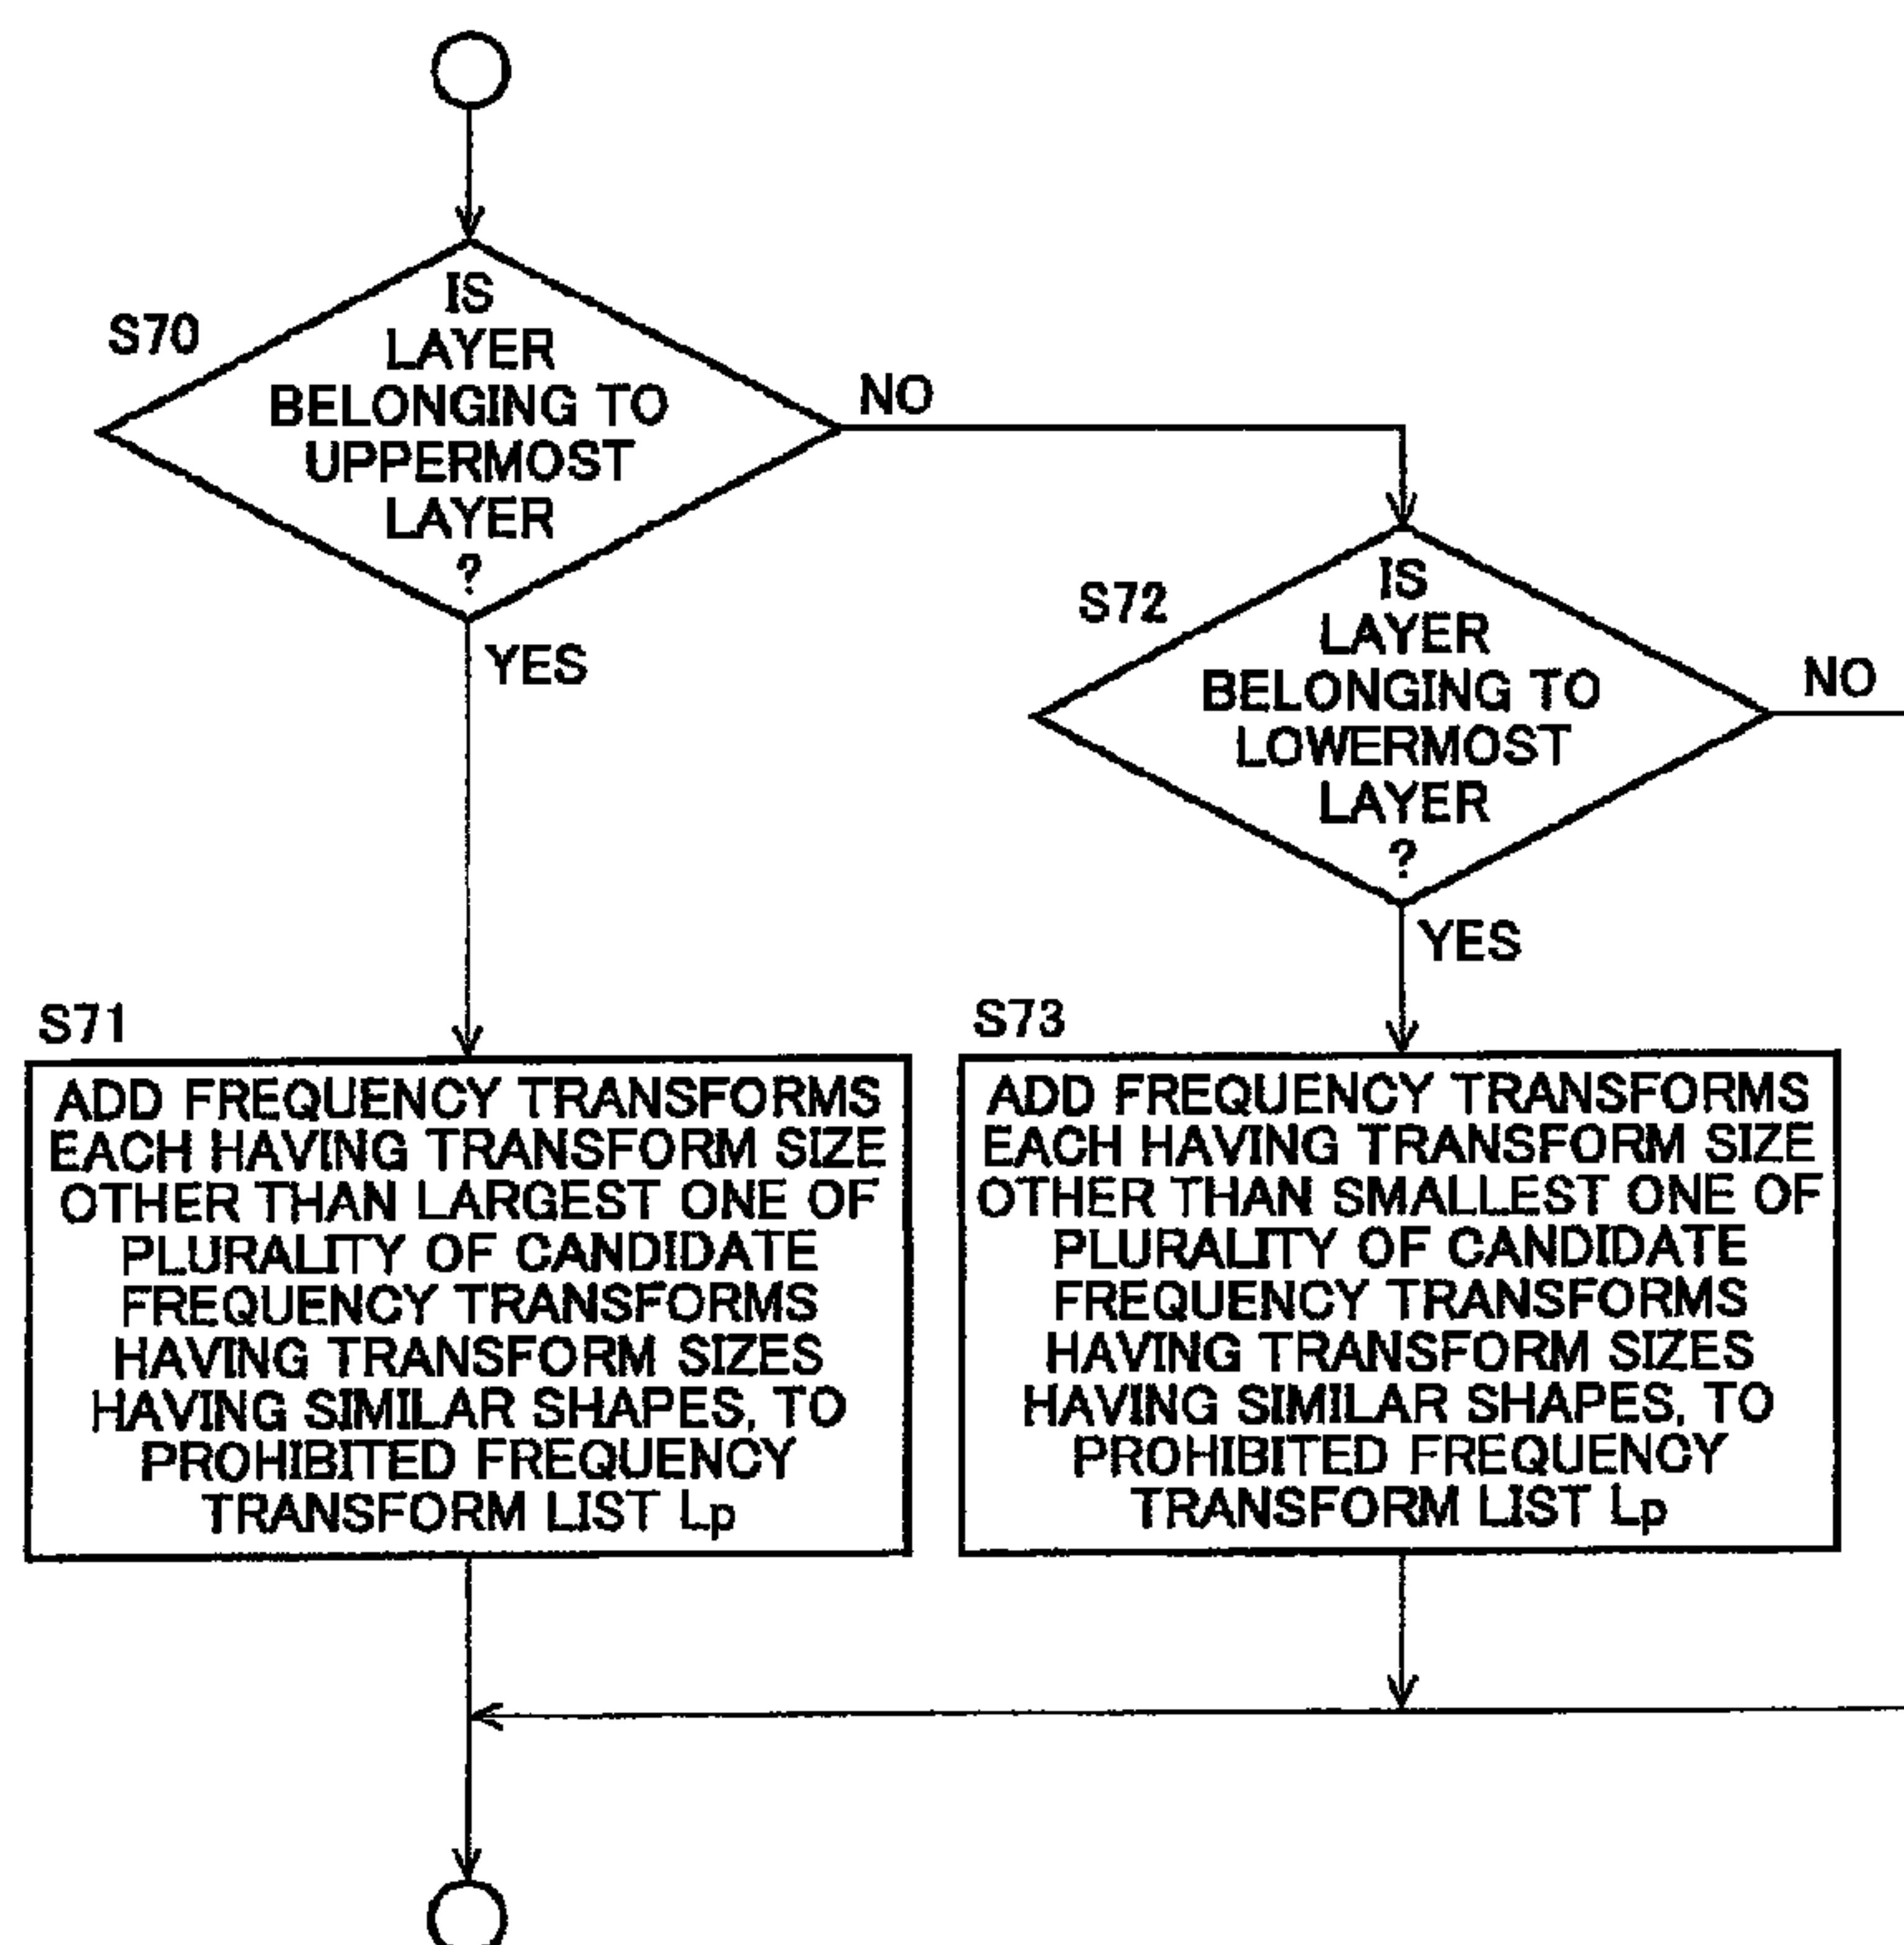 S70
IS
LAYER
BELONGING TO
UPPERMOST
LAYER
?
NO
YES
S72
IS
LAYER
BELONGING TO
LOWERMOST
LAYER
?
NO
YES
S71
ADD FREQUENCY TRANSFORMS
EACH HAVING TRANSFORM SIZE
OTHER THAN LARGEST ONE OF
PLURALITY OF CANDIDATE
FREQUENCY TRANSFORMS
HAVING TRANSFORM SIZES
HAVING SIMILAR SHAPES, TO
PROHIBITED FREQUENCY
TRANSFORM LIST Lp
S73
ADD FREQUENCY TRANSFORMS
EACH HAVING TRANSFORM SIZE
OTHER THAN SMALLEST ONE OF
PLURALITY OF CANDIDATE
FREQUENCY TRANSFORMS
HAVING TRANSFORM SIZES
HAVING SIMILAR SHAPES, TO
PROHIBITED FREQUENCY
TRANSFORM LIST Lp